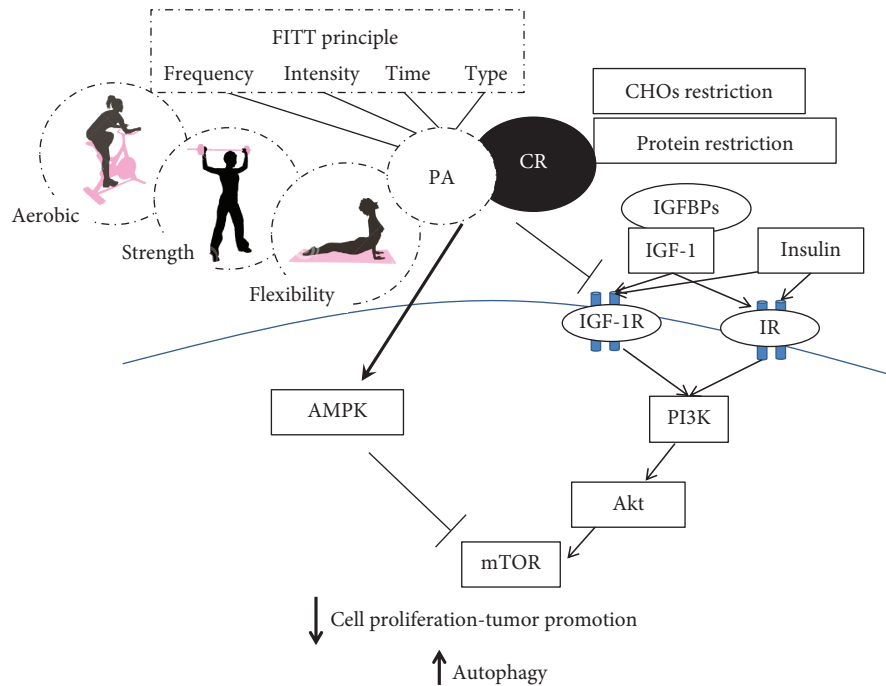 FITT principle
Frequency Intensity Time Type
CHOs restriction
Protein restriction
PA
CR
Aerobic
Strength
Flexibility
IGFBPs
IGF-1
Insulin
IGF-1R
IR
AMPK
PI3K
Akt
mTOR
Cell proliferation-tumor promotion
Autophagy